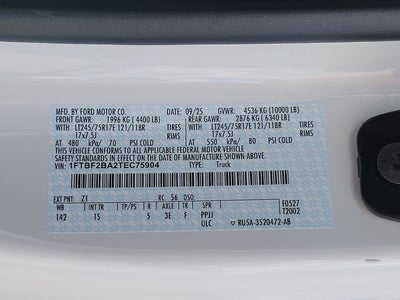 MFD. BY FORD MOTOR CO. 09/25 GVWR: 4536 KG (10000 LB)
FRONT GAWR: 1996 KG ( 4400 LB) REAR GAWR: 2876 KG ( 6340 LB)
LT245/75R17E 121/118R TIRES LT245/75R17E 121/118R TIRES
17x7.5J RIMS 17x7.5J RIMS
AT 480 kPa/ 70 PSI COLD AT 550 kPa/ 80 PSI COLD
THIS VEHICLE CONFORMS TO ALL APPLICABLE FEDERAL MOTOR
VEHICLE SAFETY STANDARDS IN EFFECT ON THE DATE OF MANUFACTURE SHOWN ABOVE.
VIN: 1FTBF2BA2TEC75904 TYPE: Truck
EXT PNT: Z1 RC: 56 DSO: F0527
WB INT TR TP/PS R AXLE TR SPR T2002
142 15 5 3E F PPJJ
ULC RU5A-3520472-AB